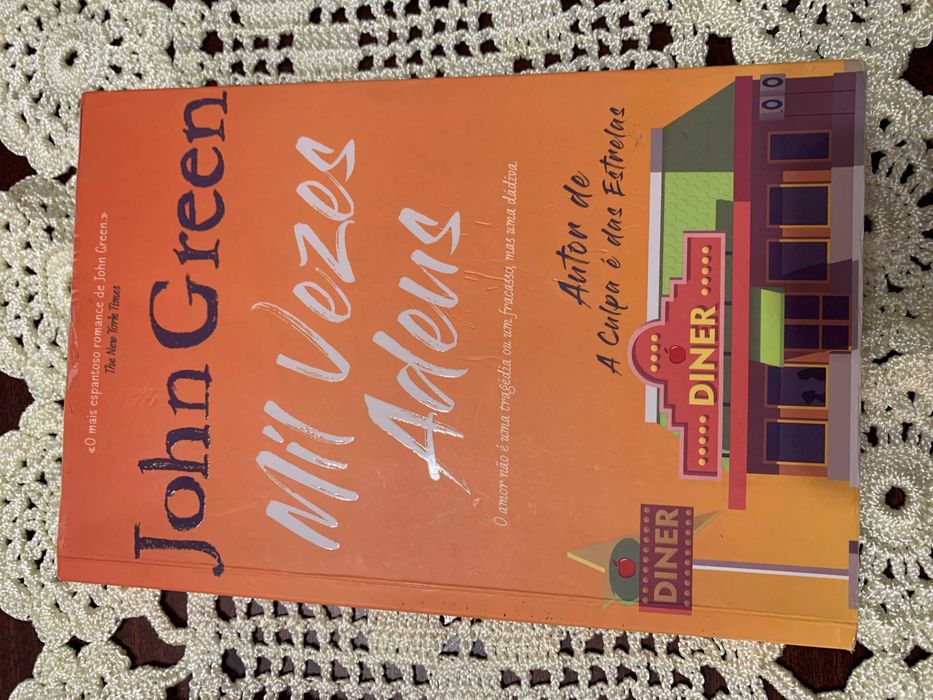 «O mais espantoso romance de John Green.»
The New York Times
John Green
Mil Vezes
Adeus
O amor não é uma tragédia ou um fracasso, mas uma dádiva.
Autor de
A Culpa é das Estrelas
DINER
DINER
00